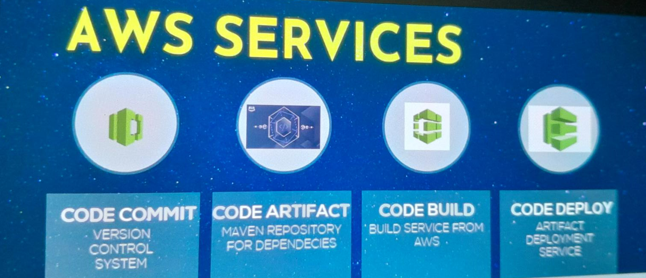 AWS SERVICES
CODE COMMIT
VERSION
CONTROL
SYSTEM
CODE ARTIFACT
MAVEN REPOSITORY
FOR DEPENDECIES
CODE BUILD
BUILD SERVICE FROM
AWS
CODE DEPLOY
ARTIFACT
DEPLOYMENT
SERVICE